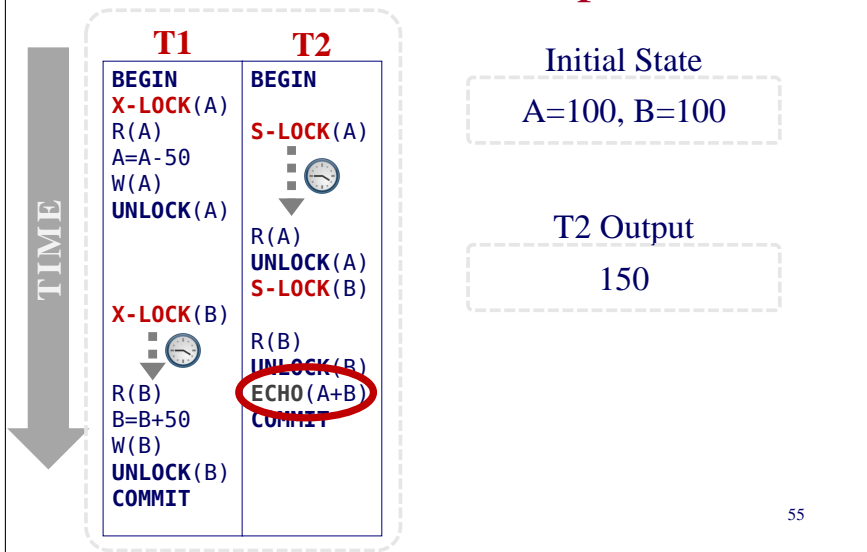 T1
BEGIN
X-LOCK(A)
R(A)
A=A-50
W(A)
UNLOCK(A)
X-LOCK(B)
R(B)
B=B+50
W(B)
UNLOCK(B)
COMMIT
T2
BEGIN
S-LOCK(A)
R(A)
UNLOCK(A)
S-LOCK(B)
R(B)
UNLOCK(B)
ECHO(A+B)
COMMIT
TIME
Initial State
A=100, B=100
T2 Output
150
55